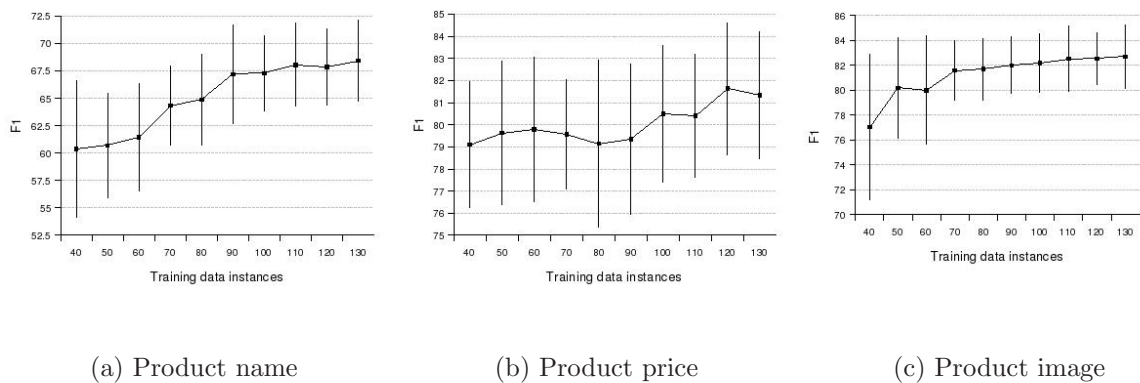 72.5
70
67.5
65
62.5
60
57.5
55
52.5
F1
40 50 60 70 80 90 100 110 120 130
Training data instances
(a) Product name
85
84
83
82
81
80
79
78
77
76
75
F1
40 50 60 70 80 90 100 110 120 130
Training data instances
(b) Product price
86
84
82
80
78
76
74
72
70
F1
40 50 60 70 80 90 100 110 120 130
Training data instances
(c) Product image